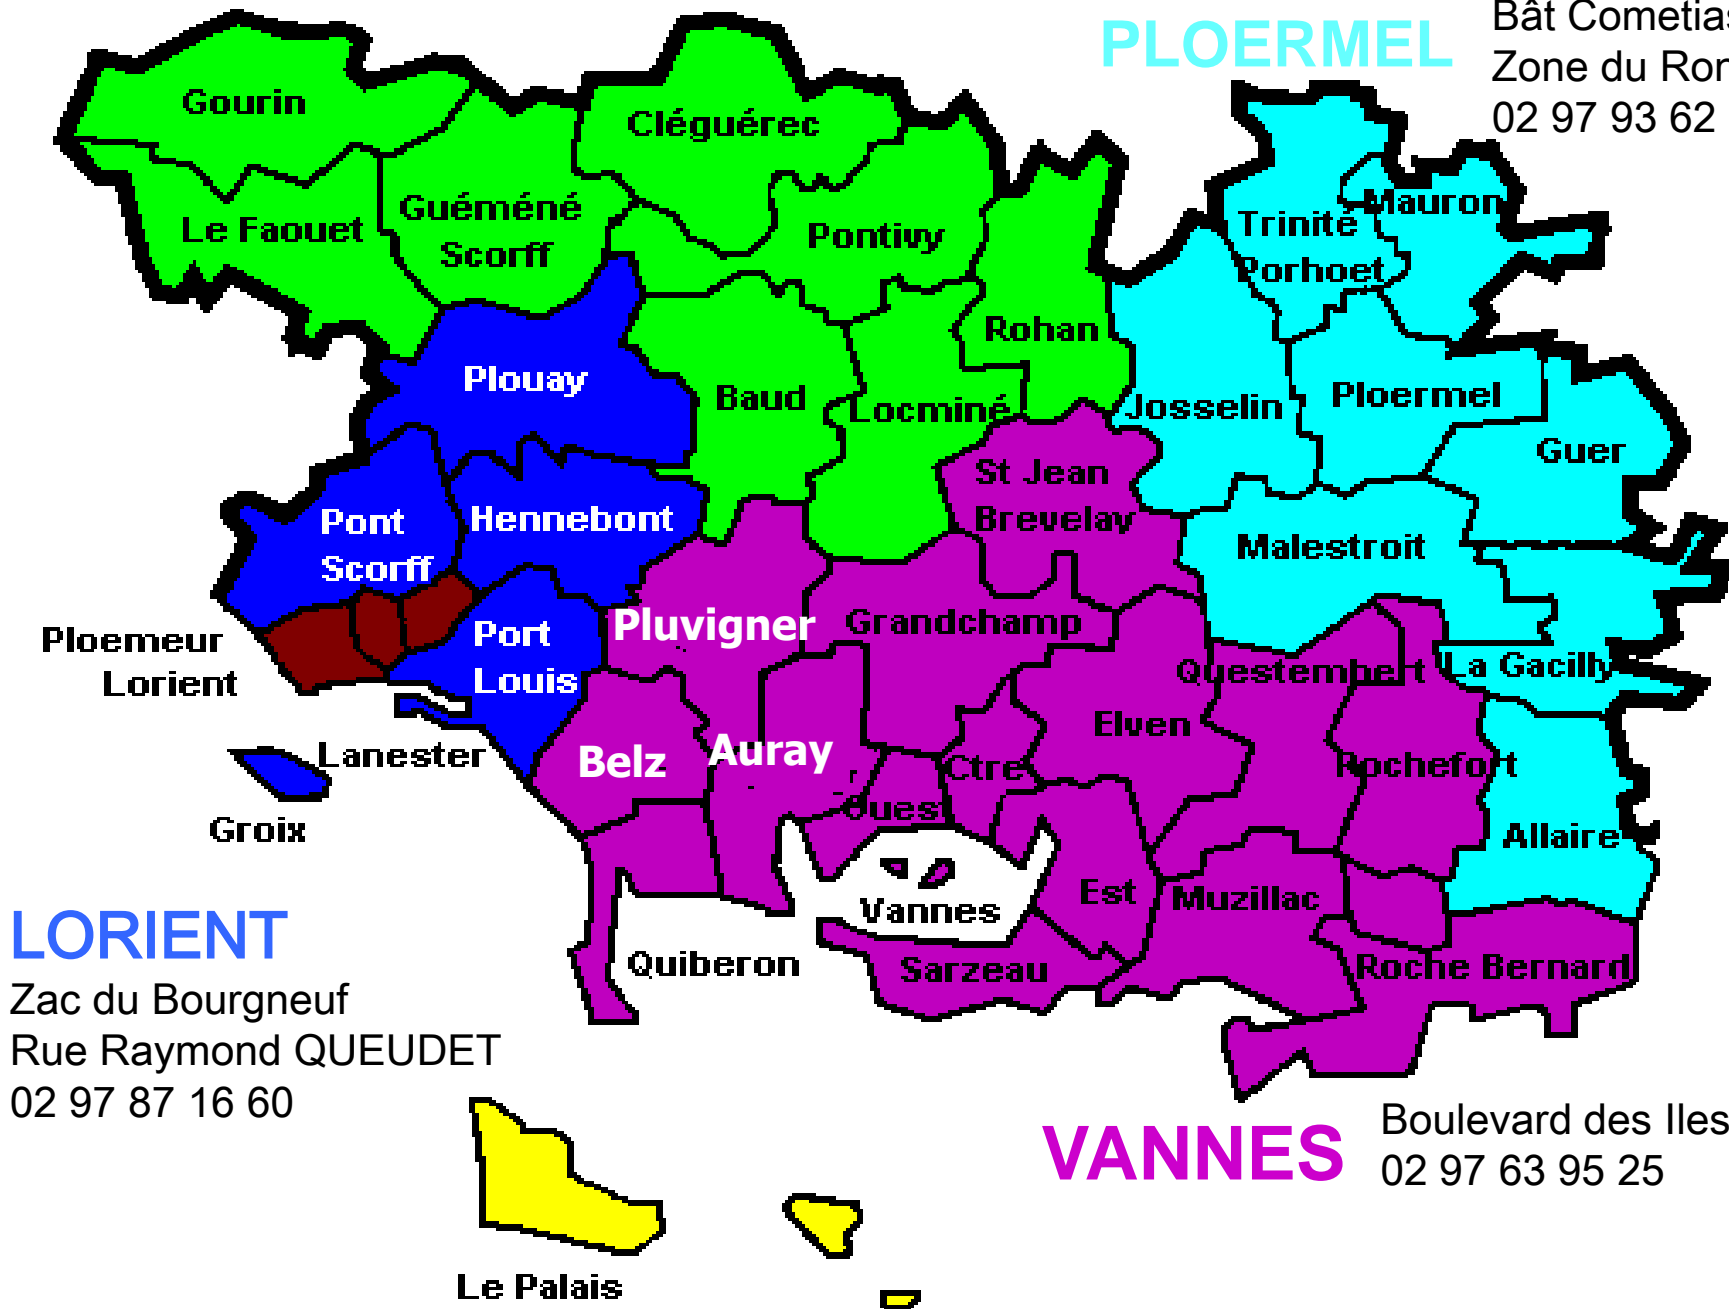 PLOERMEL
Bât Cometias
Zone du Ron
02 97 93 62
Gourin
Cléguérec
Le Faouet
Guéméné
Scorff
Pontivy
Trinité
Porhoet
Mauron
Rohan
Plouay
Baud
Locminé
Josselin
Ploermel
Guer
St Jean
Brevelay
Pont
Scorff
Hennebont
Malestroit
Ploemeur
Lorient
Port
Louis
Pluvigner
Grandchamp
Questembert
La Gacilly
Lanester
Belz
Auray
Elven
Ctre
Rochefort
Ouest
Groix
Allaire
Est
Muzillac
Vannes
Quiberon
Sarzeau
Roche Bernard
LORIENT
Zac du Bourgneuf
Rue Raymond QUEUDET
02 97 87 16 60
VANNES
Boulevard des Iles
02 97 63 95 25
Le Palais